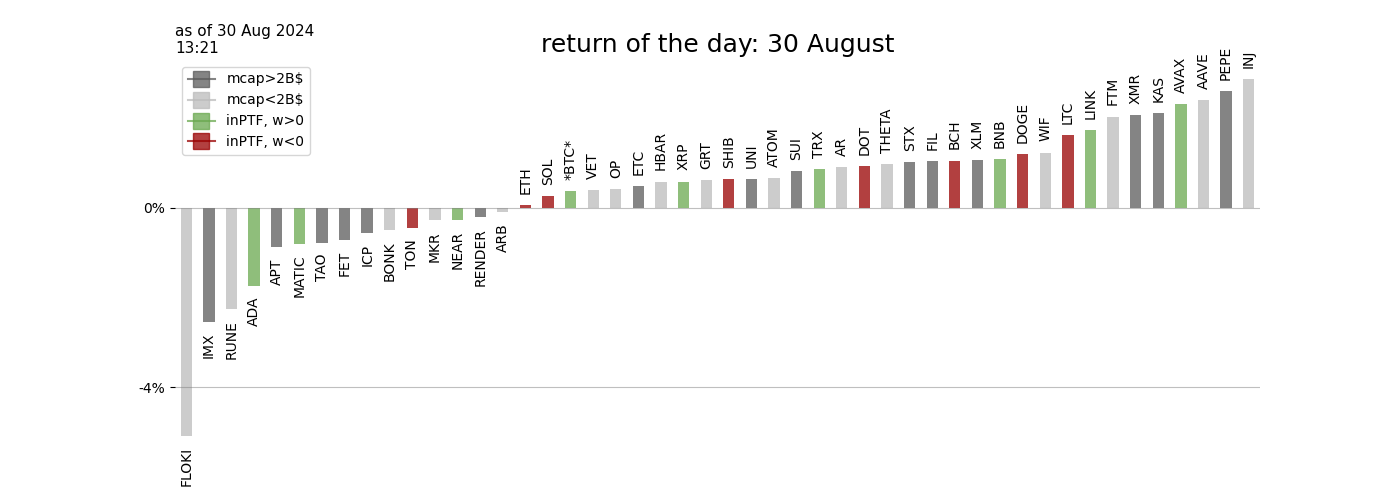 as of 30 Aug 2024
13:21
return of the day: 30 August
mcap>2B$
mcap<2B$
inPTF, w>0
inPTF, w<0
0%
-4%
FLOKI
IMX
RUNE
ADA
APT
MATIC
TAO
FET
ICP
BONK
TON
MKR
NEAR
RENDER
ARB
ETH
SOL
*BTC*
VET
OP
ETC
HBAR
XRP
GRT
SHIB
UNI
ATOM
SUI
TRX
AR
DOT
THETA
STX
FIL
BCH
XLM
BNB
DOGE
WIF
LTC
LINK
FTM
XMR
KAS
AVAX
AAVE
PEPE
INJ